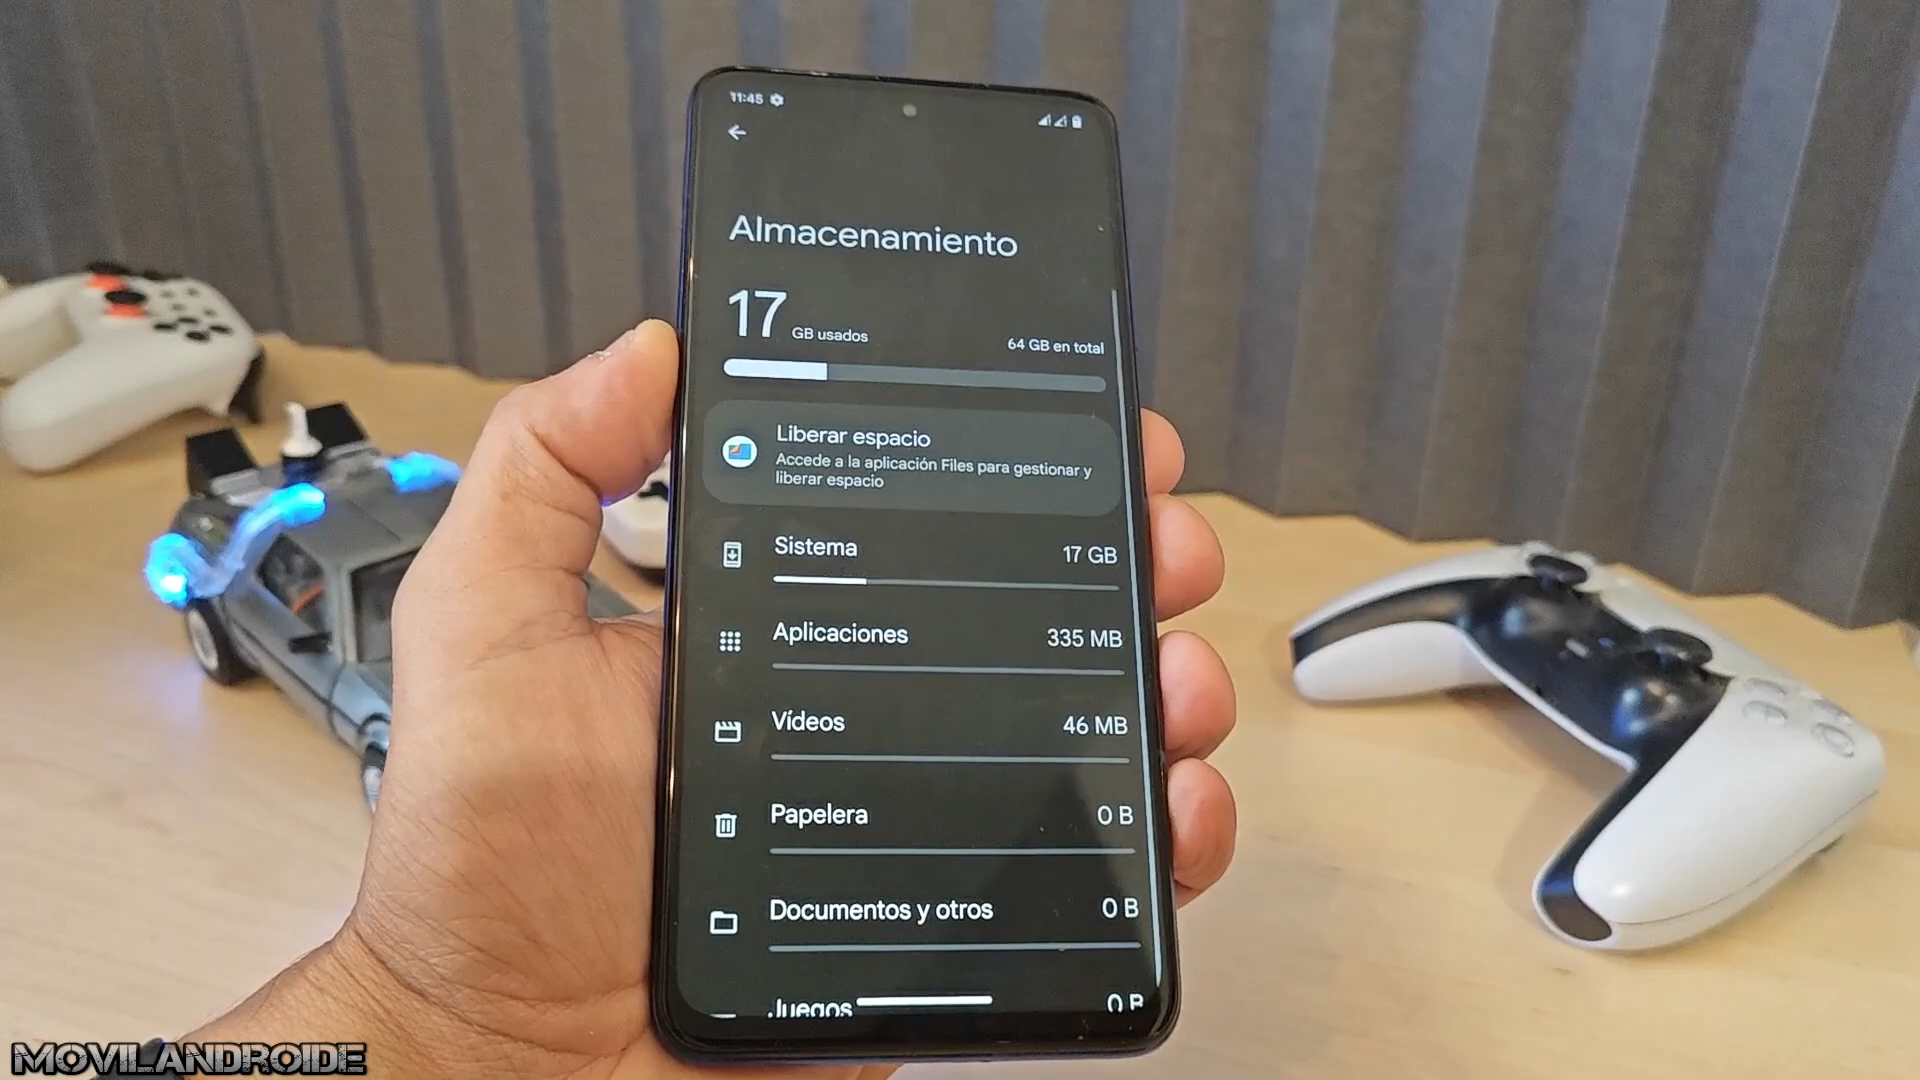 11:45
Almacenamiento
17 GB usados
64 GB en total
Liberar espacio
Accede a la aplicación Files para gestionar y
liberar espacio
Sistema 17 GB
Aplicaciones 335 MB
Vídeos 46 MB
Papelera 0 B
Documentos y otros 0 B
Juegos 0 B
MOVILANDROIDE